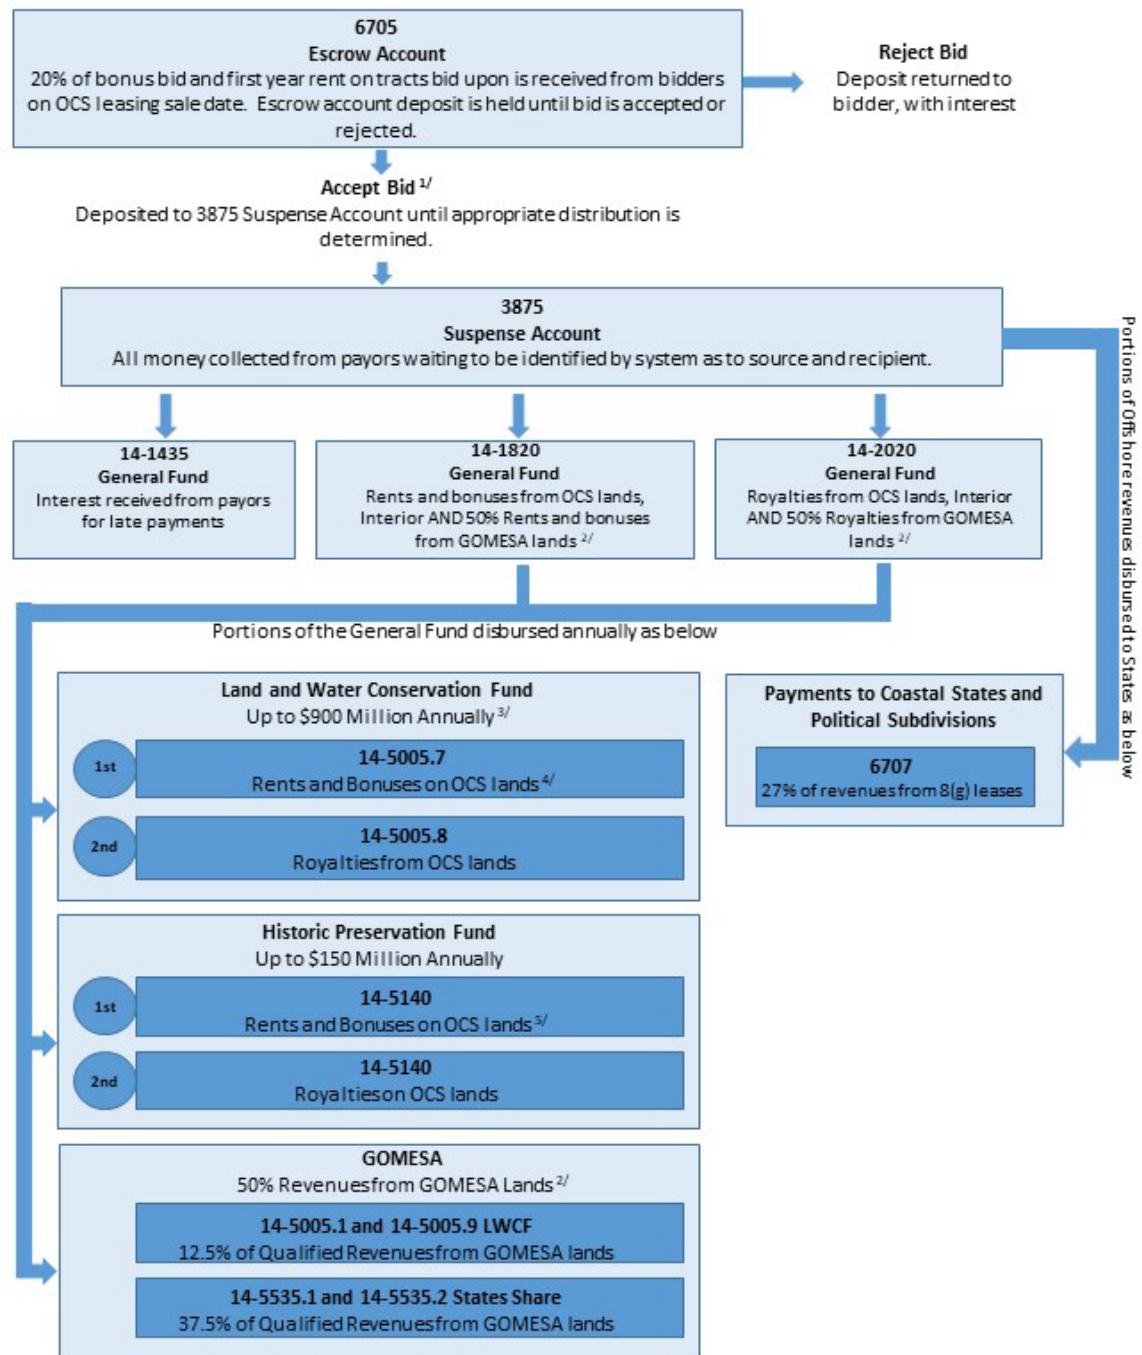 6705
Escrow Account
20% of bonus bid and first year rent on tracts bid upon is received from bidders
on OCS leasing sale date. Escrow account deposit is held until bid is accepted or
rejected.
Reject Bid
Deposit returned to
bidder, with interest
Accept Bid 1/
Deposited to 3875 Suspense Account until appropriate distribution is
determined.
3875
Suspense Account
All money collected from payors waiting to be identified by system as to source and recipient.
Portions of Offshore revenues disbursed to States as below
14-1435
General Fund
Interest received from payors
for late payments
14-1820
General Fund
Rents and bonuses from OCS lands,
Interior AND 50% Rents and bonuses
from GOMESA lands 2/
14-2020
General Fund
Royalties from OCS lands, Interior
AND 50% Royalties from GOMESA
lands 2/
Portions of the General Fund disbursed annually as below
Land and Water Conservation Fund
Up to $900 Million Annually 3/
1st
14-5005.7
Rents and Bonuses on OCS lands 4/
2nd
14-5005.8
Royalties from OCS lands
Payments to Coastal States and
Political Subdivisions
6707
27% of revenues from 8(g) leases
Historic Preservation Fund
Up to $150 Million Annually
1st
14-5140
Rents and Bonuses on OCS lands 5/
2nd
14-5140
Royalties on OCS lands
GOMESA
50% Revenues from GOMESA Lands 2/
14-5005.1 and 14-5005.9 LWCF
12.5% of Qualified Revenues from GOMESA lands
14-5535.1 and 14-5535.2 States Share
37.5% of Qualified Revenues from GOMESA lands